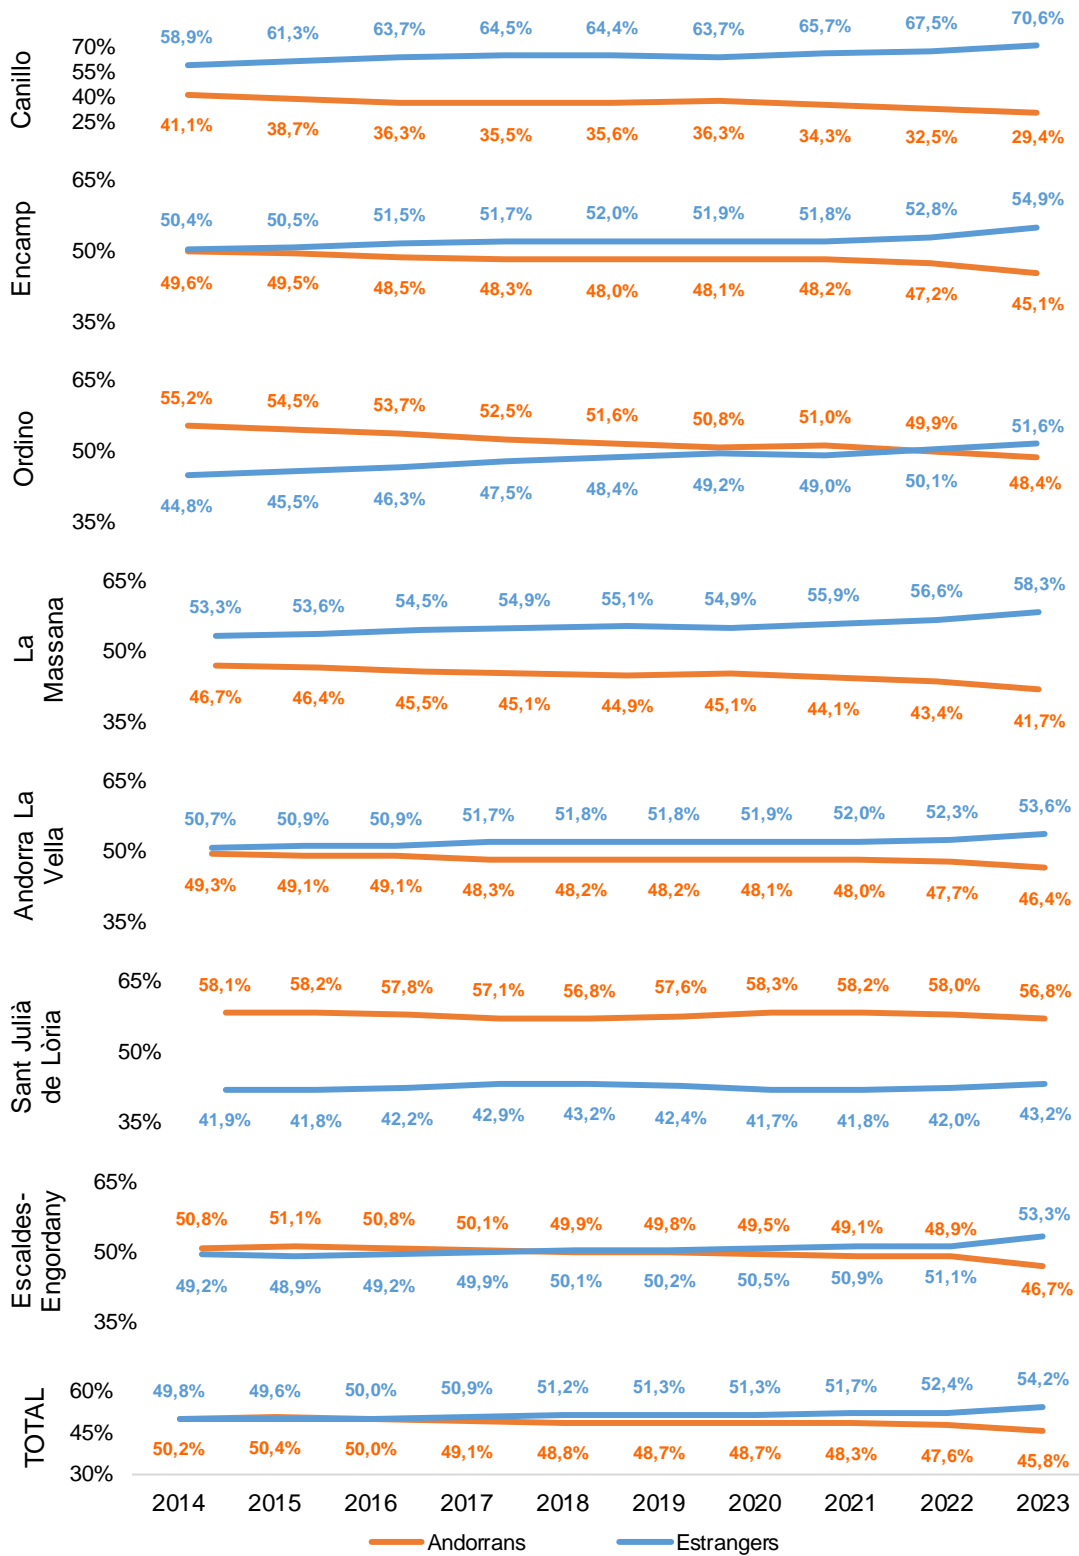 Canillo
70%
55%
40%
25%
58,9% 61,3% 63,7% 64,5% 64,4% 63,7% 65,7% 67,5% 70,6%
41,1% 38,7% 36,3% 35,5% 35,6% 36,3% 34,3% 32,5% 29,4%
Encamp
65%
50%
35%
50,4% 50,5% 51,5% 51,7% 52,0% 51,9% 51,8% 52,8% 54,9%
49,6% 49,5% 48,5% 48,3% 48,0% 48,1% 48,2% 47,2% 45,1%
Ordino
65%
50%
35%
55,2% 54,5% 53,7% 52,5% 51,6% 50,8% 51,0% 49,9% 51,6%
44,8% 45,5% 46,3% 47,5% 48,4% 49,2% 49,0% 50,1% 48,4%
La
Massana
65%
50%
35%
53,3% 53,6% 54,5% 54,9% 55,1% 54,9% 55,9% 56,6% 58,3%
46,7% 46,4% 45,5% 45,1% 44,9% 45,1% 44,1% 43,4% 41,7%
Andorra La
Vella
65%
50%
35%
50,7% 50,9% 50,9% 51,7% 51,8% 51,8% 51,9% 52,0% 52,3% 53,6%
49,3% 49,1% 49,1% 48,3% 48,2% 48,2% 48,1% 48,0% 47,7% 46,4%
Sant Julià
de Lòria
65%
50%
35%
58,1% 58,2% 57,8% 57,1% 56,8% 57,6% 58,3% 58,2% 58,0% 56,8%
41,9% 41,8% 42,2% 42,9% 43,2% 42,4% 41,7% 41,8% 42,0% 43,2%
Escaldes-
Engordany
65%
50%
35%
50,8% 51,1% 50,8% 50,1% 49,9% 49,8% 49,5% 49,1% 48,9% 53,3%
49,2% 48,9% 49,2% 49,9% 50,1% 50,2% 50,5% 50,9% 51,1% 46,7%
TOTAL
60%
45%
30%
49,8% 49,6% 50,0% 50,9% 51,2% 51,3% 51,3% 51,7% 52,4% 54,2%
50,2% 50,4% 50,0% 49,1% 48,8% 48,7% 48,7% 48,3% 47,6% 45,8%
2014 2015 2016 2017 2018 2019 2020 2021 2022 2023
Andorrans Estrangers